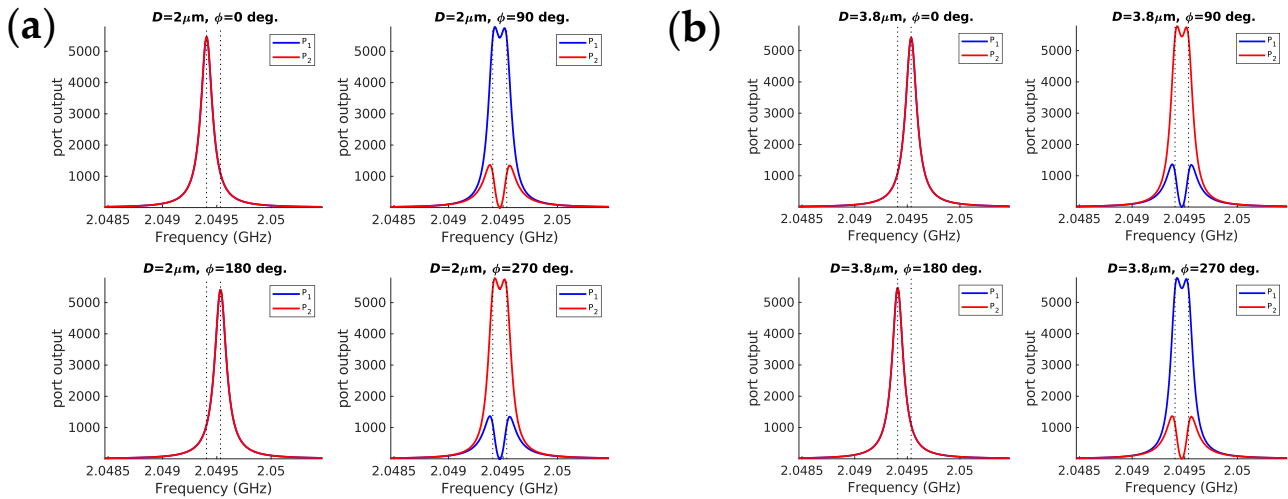 (a)
D=2μm, ϕ=0 deg.
port output
5000
4000
3000
2000
1000
2.0485
2.049
2.0495
2.05
Frequency (GHz)
P1
P2
D=2μm, ϕ=90 deg.
port output
5000
4000
3000
2000
1000
2.0485
2.049
2.0495
2.05
Frequency (GHz)
P1
P2
D=2μm, ϕ=180 deg.
port output
5000
4000
3000
2000
1000
2.0485
2.049
2.0495
2.05
Frequency (GHz)
P1
P2
D=2μm, ϕ=270 deg.
port output
5000
4000
3000
2000
1000
2.0485
2.049
2.0495
2.05
Frequency (GHz)
P1
P2
(b)
D=3.8μm, ϕ=0 deg.
port output
5000
4000
3000
2000
1000
2.0485
2.049
2.0495
2.05
Frequency (GHz)
P1
P2
D=3.8μm, ϕ=90 deg.
port output
5000
4000
3000
2000
1000
2.0485
2.049
2.0495
2.05
Frequency (GHz)
P1
P2
D=3.8μm, ϕ=180 deg.
port output
5000
4000
3000
2000
1000
2.0485
2.049
2.0495
2.05
Frequency (GHz)
P1
P2
D=3.8μm, ϕ=270 deg.
port output
5000
4000
3000
2000
1000
2.0485
2.049
2.0495
2.05
Frequency (GHz)
P1
P2